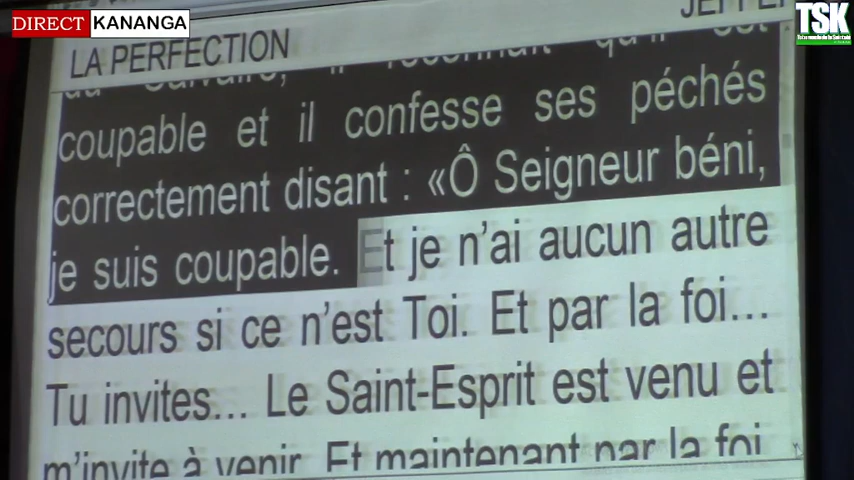 DIRECT KANANGA
TSK
LA PERFECTION
coupable et il confesse ses péchés
correctement disant : «Ô Seigneur béni,
je suis coupable. Et je n'ai aucun autre
secours si ce n'est Toi. Et par la foi...
Tu invites... Le Saint-Esprit est venu et
m'invite à venir. Et maintenant par la foi